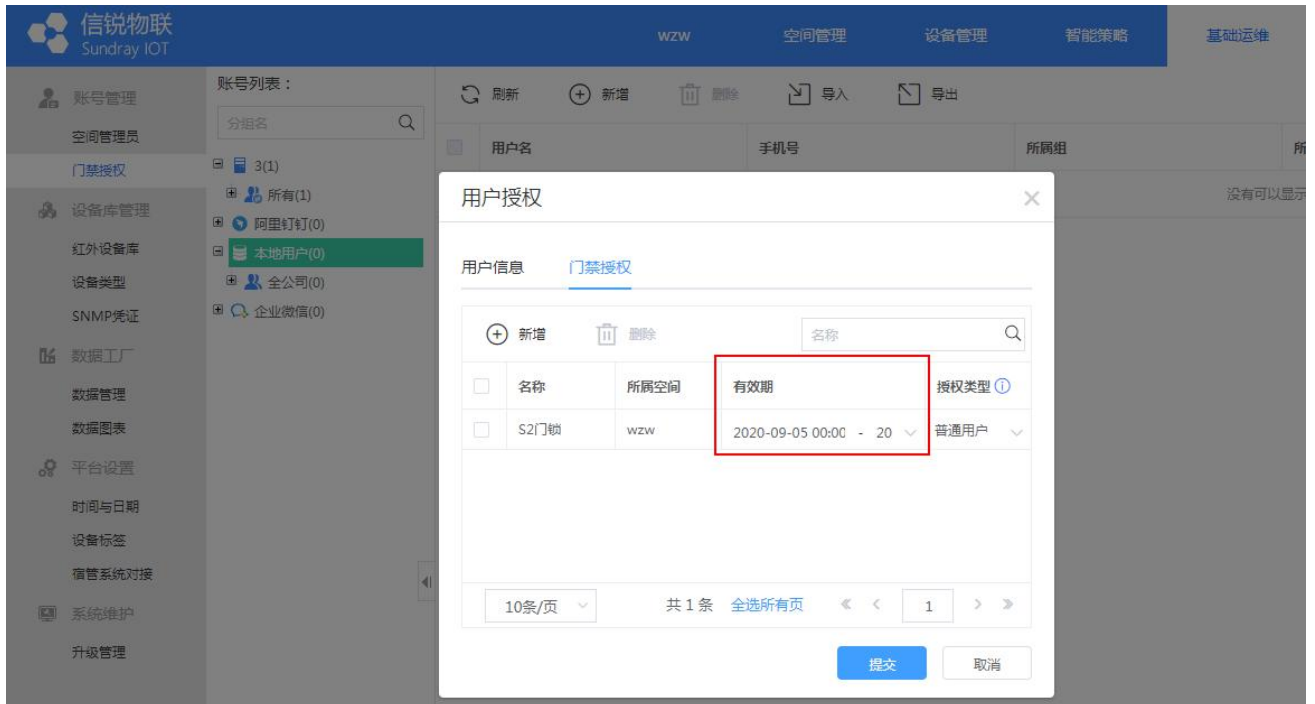 信锐物联
Sundray IOT
wzw 空间管理 设备管理 智能策略 基础运维
账号管理
空间管理员
门禁授权
设备库管理
红外设备库
设备类型
SNMP凭证
数据工厂
数据管理
数据图表
平台设置
时间与日期
设备标签
宿管系统对接
系统维护
升级管理
账号列表：
分组名
3(1)
所有(1)
阿里钉钉(0)
本地用户(0)
全公司(0)
企业微信(0)
刷新 新增 删除 导入 导出
用户名 手机号 所属组 所
没有可以显示
用户授权
用户信息 门禁授权
新增 删除 名称
名称 所属空间 有效期 授权类型
S2门锁 wzw 2020-09-05 00:00 - 20 普通用户
10条/页 共 1 条 全选所有页 1
提交 取消